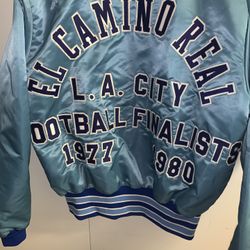 EL CAMINO REAL
L.A. CITY
FOOTBALL FINALISTS
1977 1980